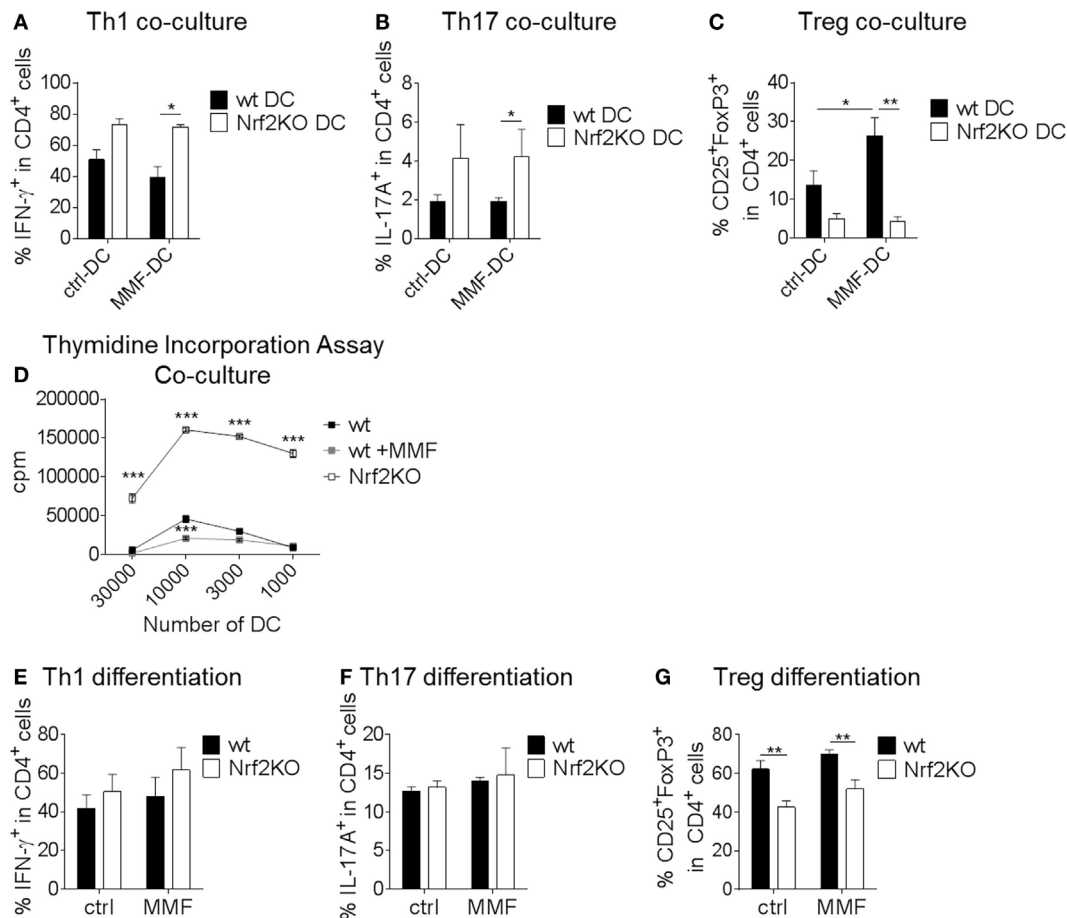 A Th1 co-culture
% IFN-γ+ in CD4+ cells
100
80
60
40
20
0
*
ctrl-DC
MMF-DC
wt DC
Nrf2KO DC
B Th17 co-culture
% IL-17A+ in CD4+ cells
8
6
4
2
0
*
ctrl-DC
MMF-DC
wt DC
Nrf2KO DC
C Treg co-culture
% CD25+FoxP3+
in CD4+ cells
40
30
20
10
0
*
**
ctrl-DC
MMF-DC
wt DC
Nrf2KO DC
Thymidine Incorporation Assay
D Co-culture
cpm
200000
150000
100000
50000
0
***
***
***
***
***
30000
10000
3000
1000
Number of DC
wt
wt +MMF
Nrf2KO
E Th1 differentiation
% IFN-γ+ in CD4+ cells
80
60
40
20
0
ctrl
MMF
wt
Nrf2KO
F Th17 differentiation
% IL-17A+ in CD4+ cells
25
20
15
10
5
0
ctrl
MMF
wt
Nrf2KO
G Treg differentiation
% CD25+FoxP3+
in CD4+ cells
80
60
40
20
0
**
**
ctrl
MMF
wt
Nrf2KO